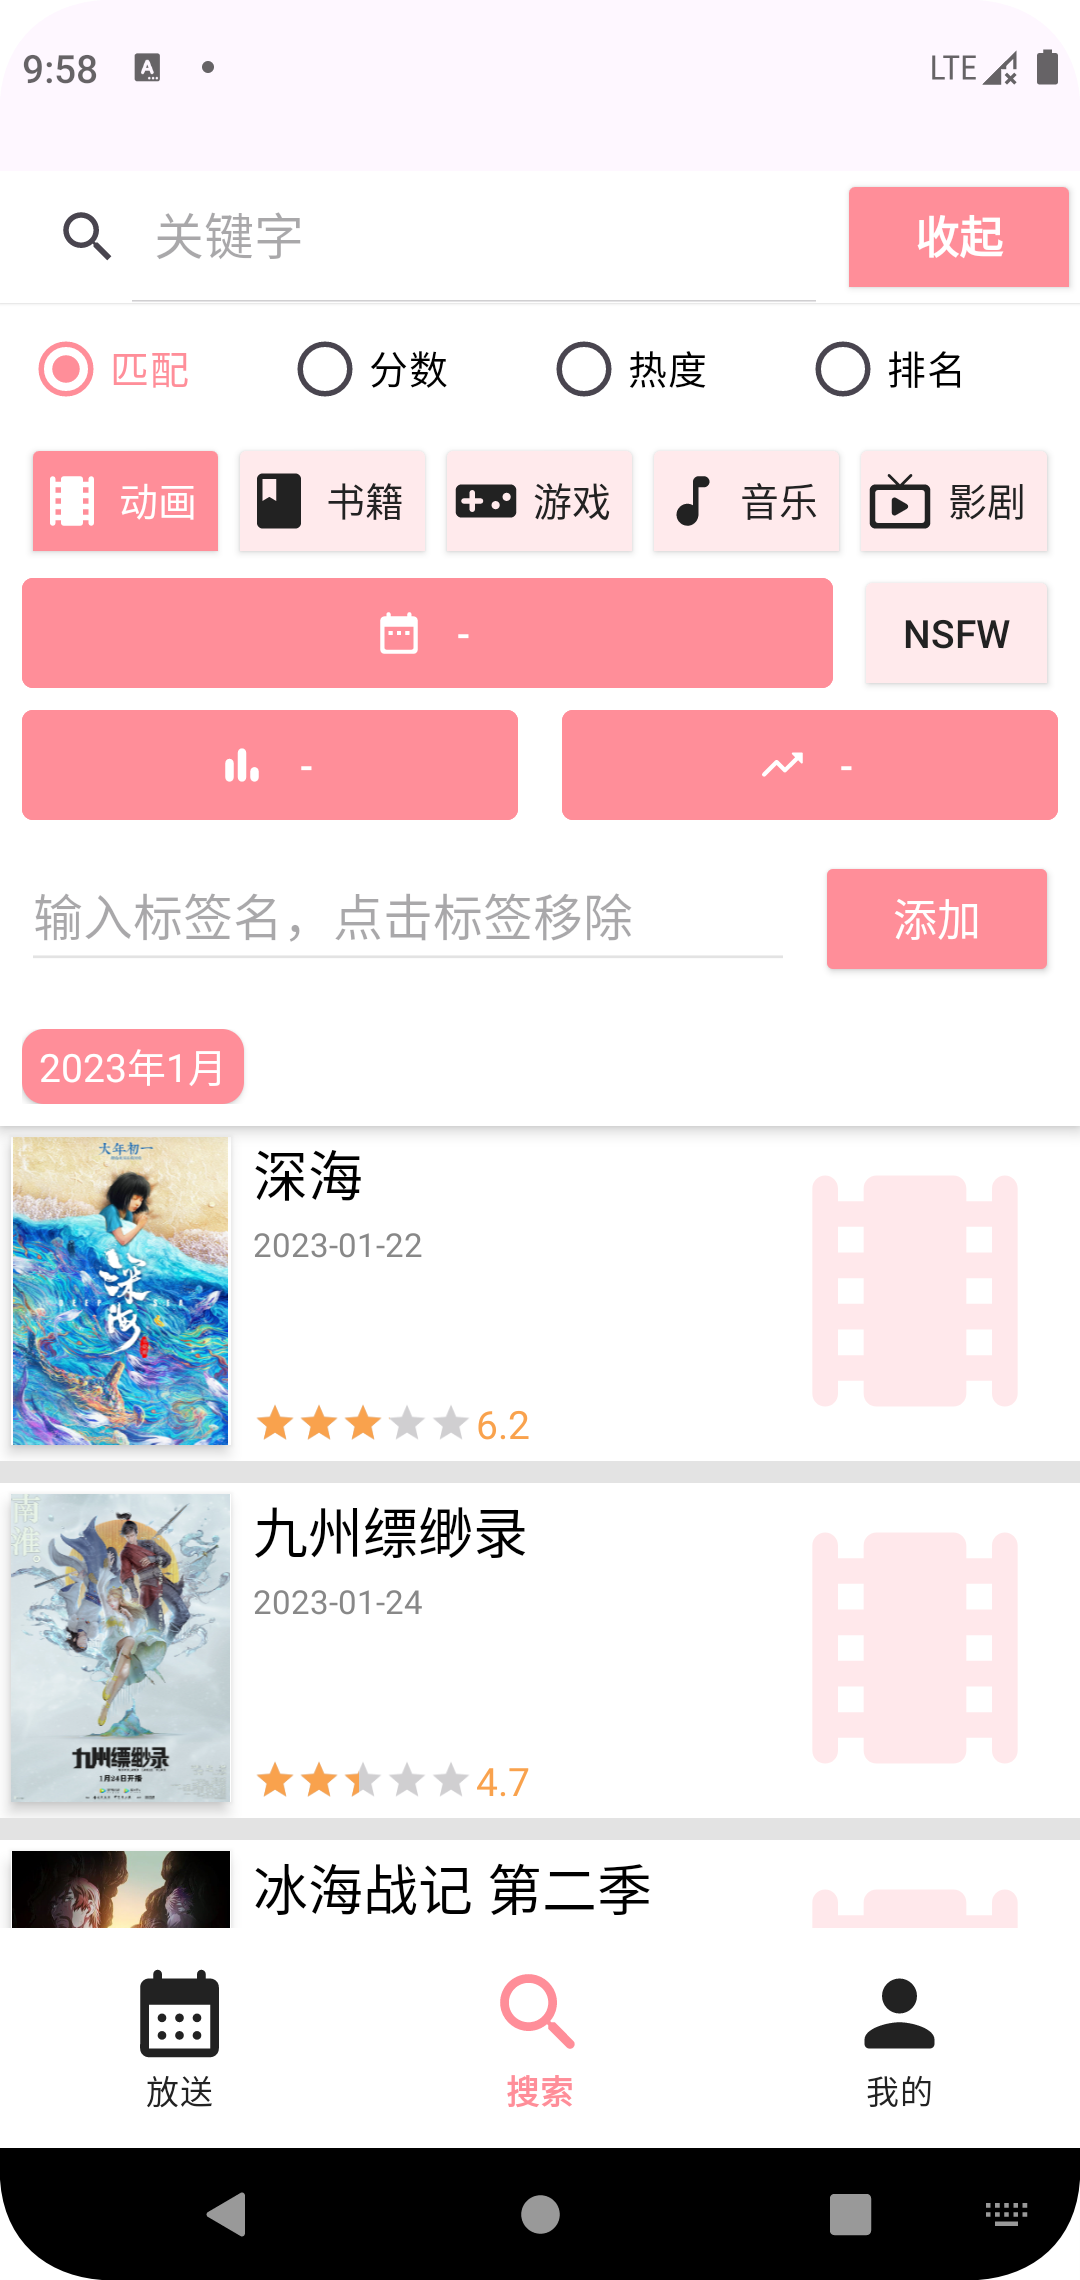 9:58
LTE
关键字
收起
匹配 分数 热度 排名
动画 书籍 游戏 音乐 影剧
- NSFW
- -
输入标签名，点击标签移除 添加
2023年1月
大年初一
深海
DEEP SEA
深海
2023-01-22
6.2
南淮。
九州缥缈录
1月24日开播
九州缥缈录
2023-01-24
4.7
冰海战记 第二季
放送 搜索 我的